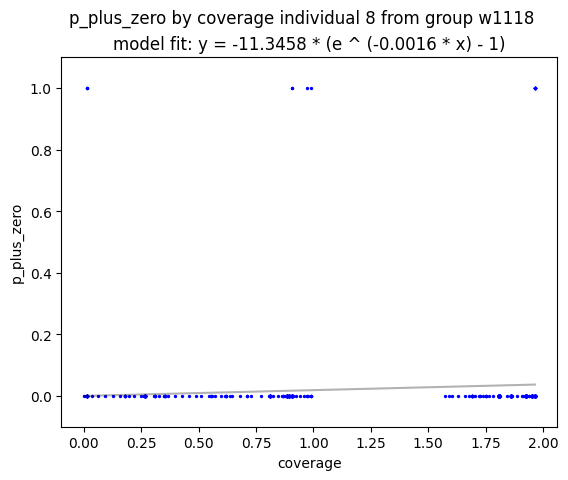 p_plus_zero by coverage individual 8 from group w1118
model fit: y = -11.3458 * (e ^ (-0.0016 * x) - 1)
1.0
0.8
0.6
0.4
0.2
0.0
p_plus_zero
0.00 0.25 0.50 0.75 1.00 1.25 1.50 1.75 2.00
coverage